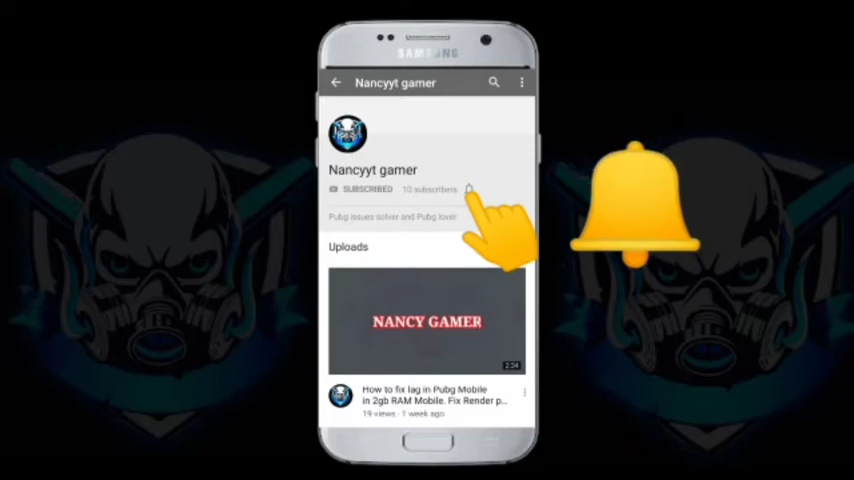 SAMSUNG
Nancyyt gamer
Nancyyt gamer
SUBSCRIBED 10 subscribers
Pubg issues solver and Pubg lover
Uploads
NANCY GAMER
2:34
How to fix lag in Pubg Mobile
in 2gb RAM Mobile. Fix Render p...
19 views · 1 week ago